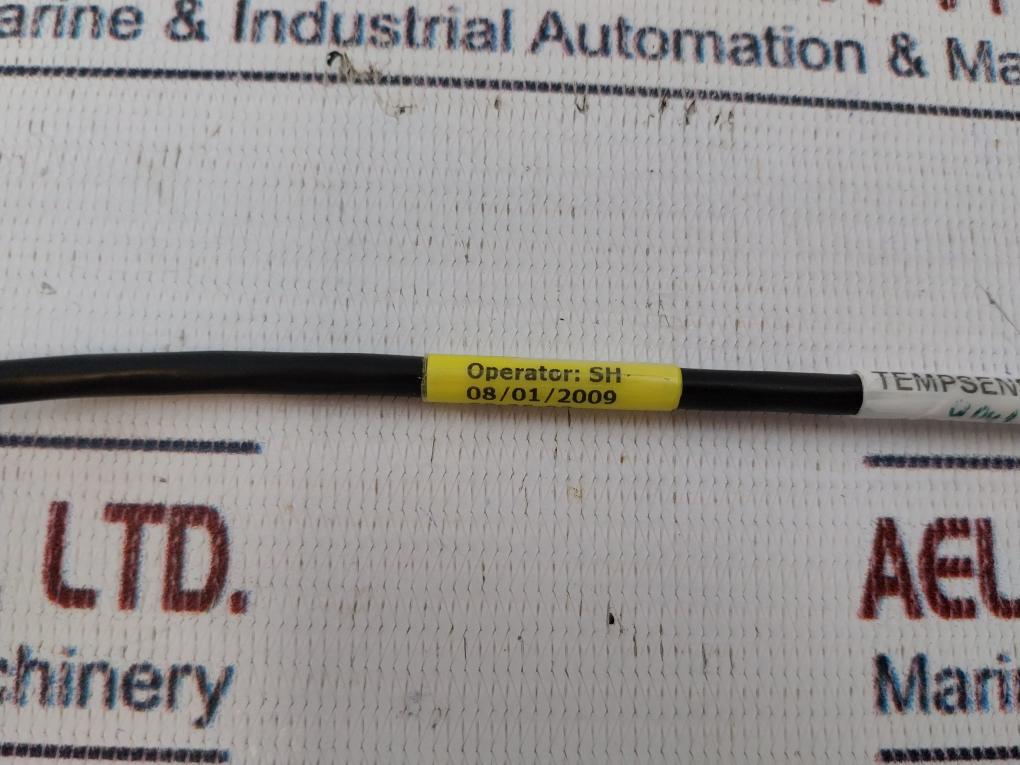 arine & Industrial Automation & Ma
Operator: SH
08/01/2009
TEMPSEN
LTD.
AEL
chinery
Mari